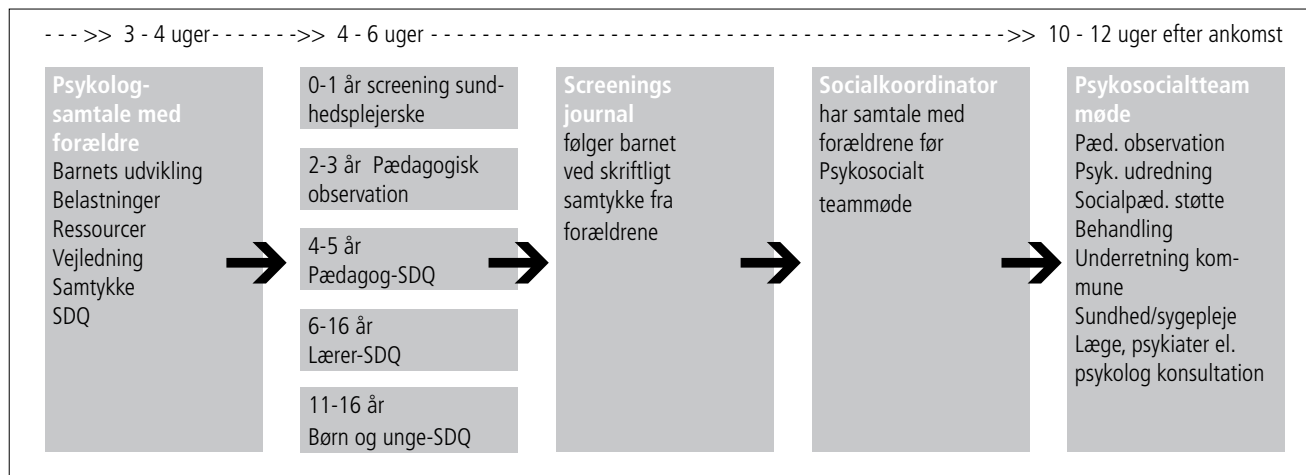 - - - >> 3 - 4 uger- - - - - - ->> 4 - 6 uger - - - - - - - - - - - - - - - - - - - - - - - - - - - - - - - - - - - - - - - - - - - - - - ->> 10 - 12 uger efter ankomst
Psykolog-
samtale med
forældre
Barnets udvikling
Belastninger
Ressourcer
Vejledning
Samtykke
SDQ
0-1 år screening sund-
hedsplejerske
2-3 år Pædagogisk
observation
4-5 år
Pædagog-SDQ
6-16 år
Lærer-SDQ
11-16 år
Børn og unge-SDQ
Screenings
journal
følger barnet
ved skriftligt
samtykke fra
forældrene
Socialkoordinator
har samtale med
forældrene før
Psykosocialt
teammøde
Psykosocialtteam
møde
Pæd. observation
Psyk. udredning
Socialpæd. støtte
Behandling
Underretning kom-
mune
Sundhed/sygepleje
Læge, psykiater el.
psykolog konsultation